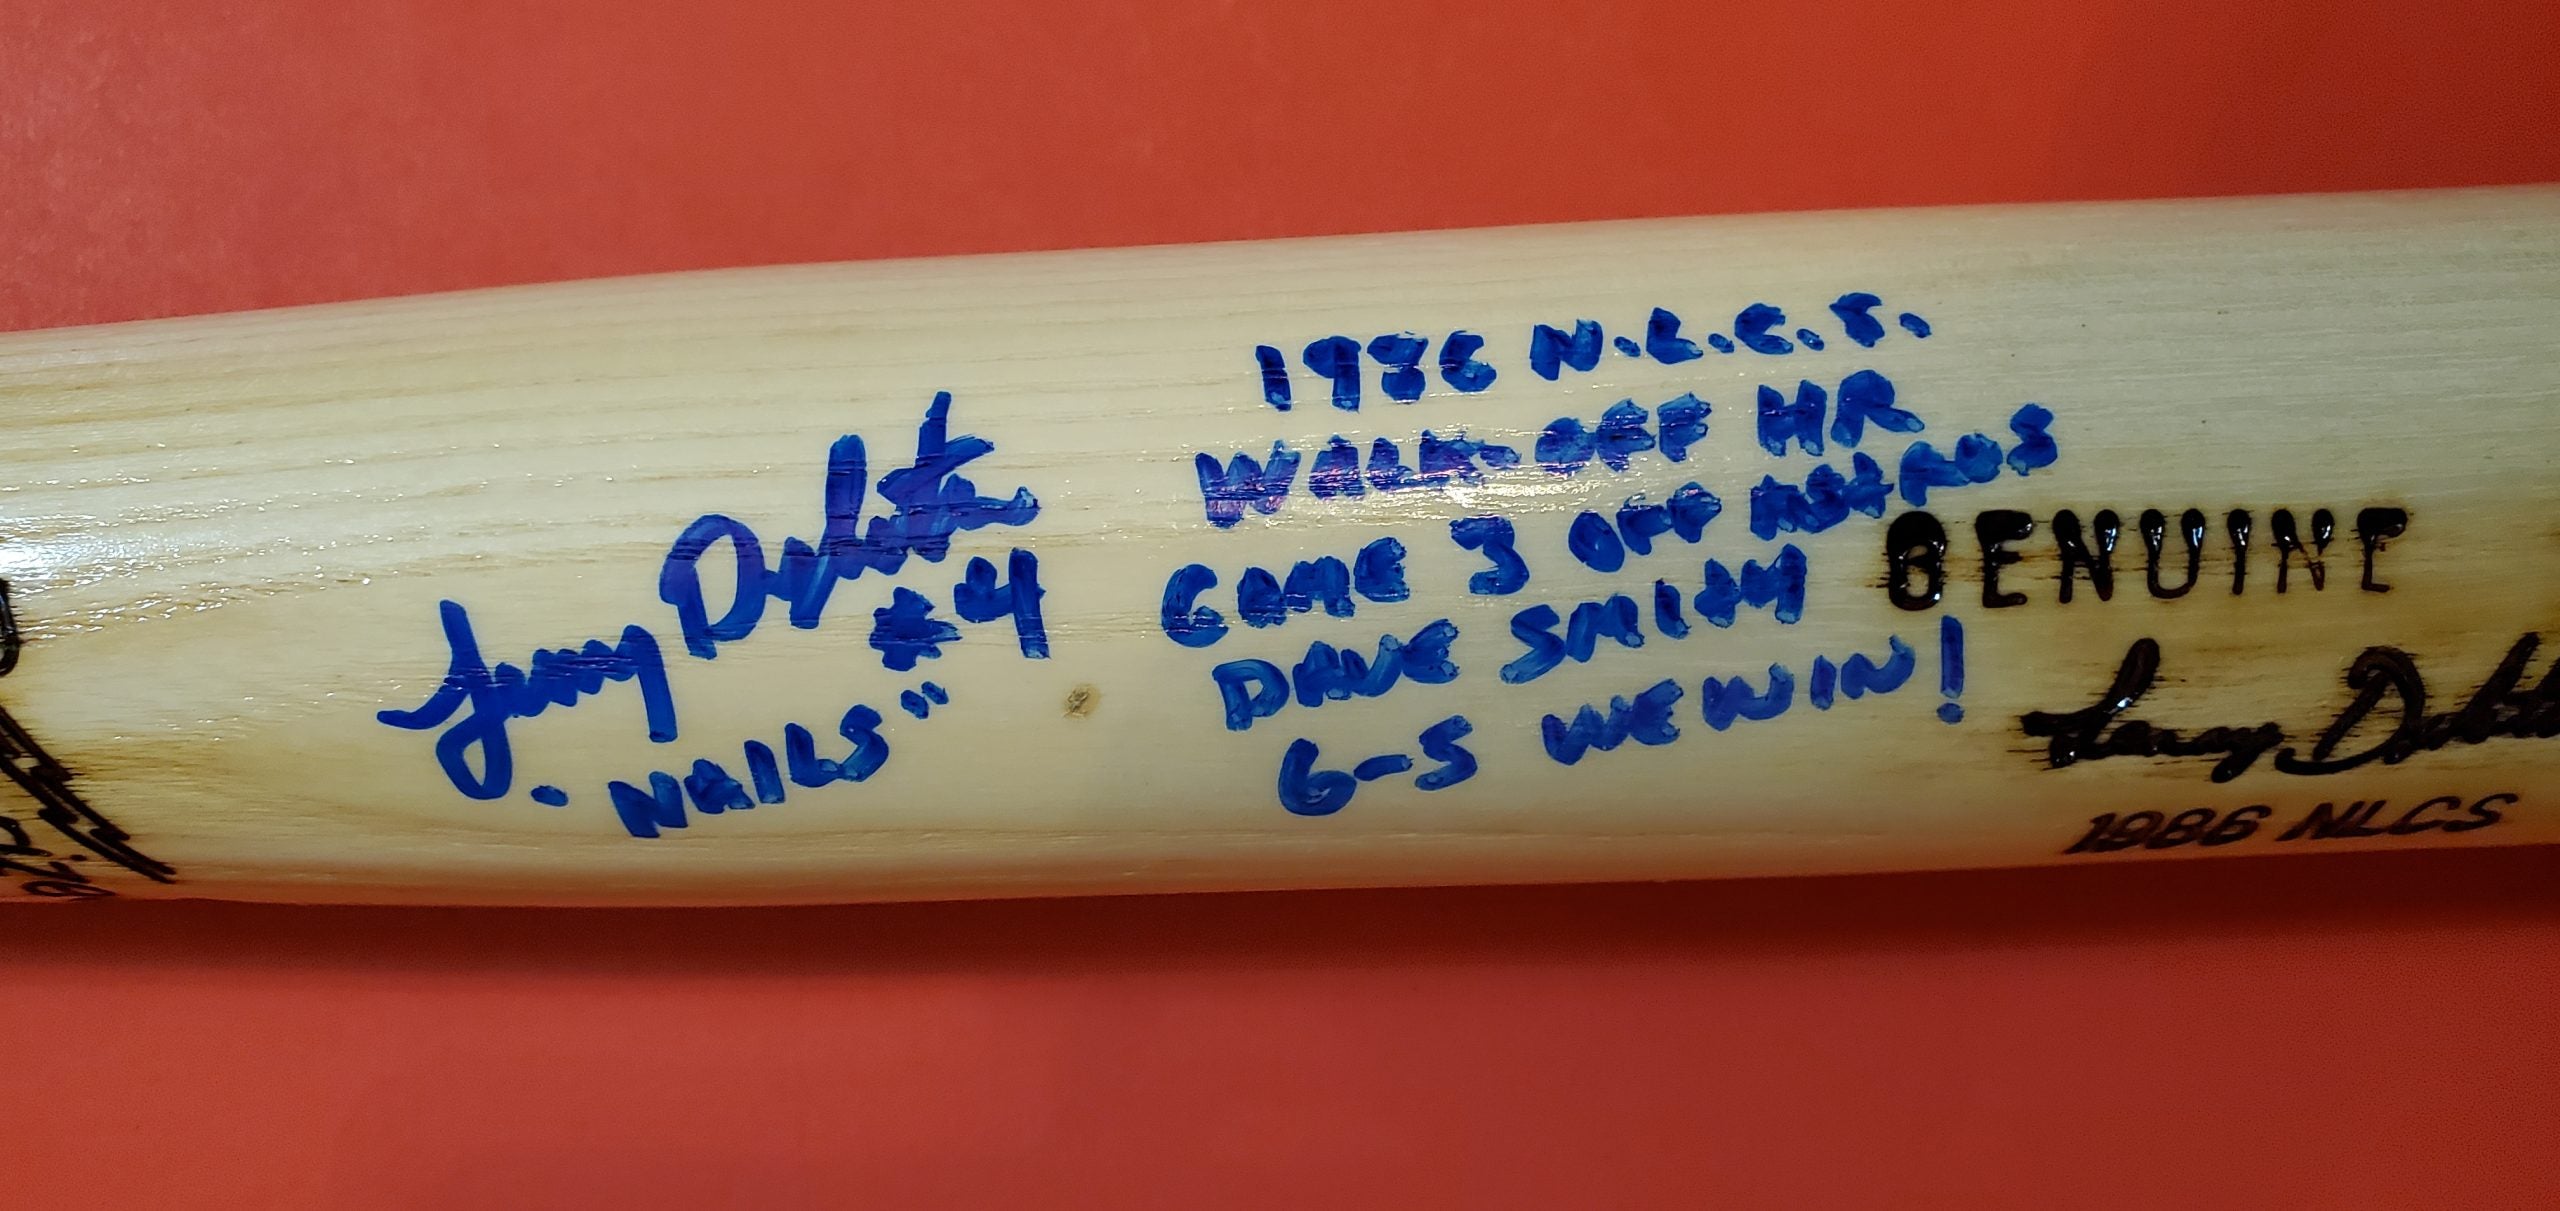 Lenny Dykstra
#4
"NAILS"
1986 N.L.C.S.
WALK-OFF HR
GAME 3 OFF ASTROS
DAVE SMITH
6-5 WE WIN!
GENUINE
Lenny Dykstra
1986 NLCS